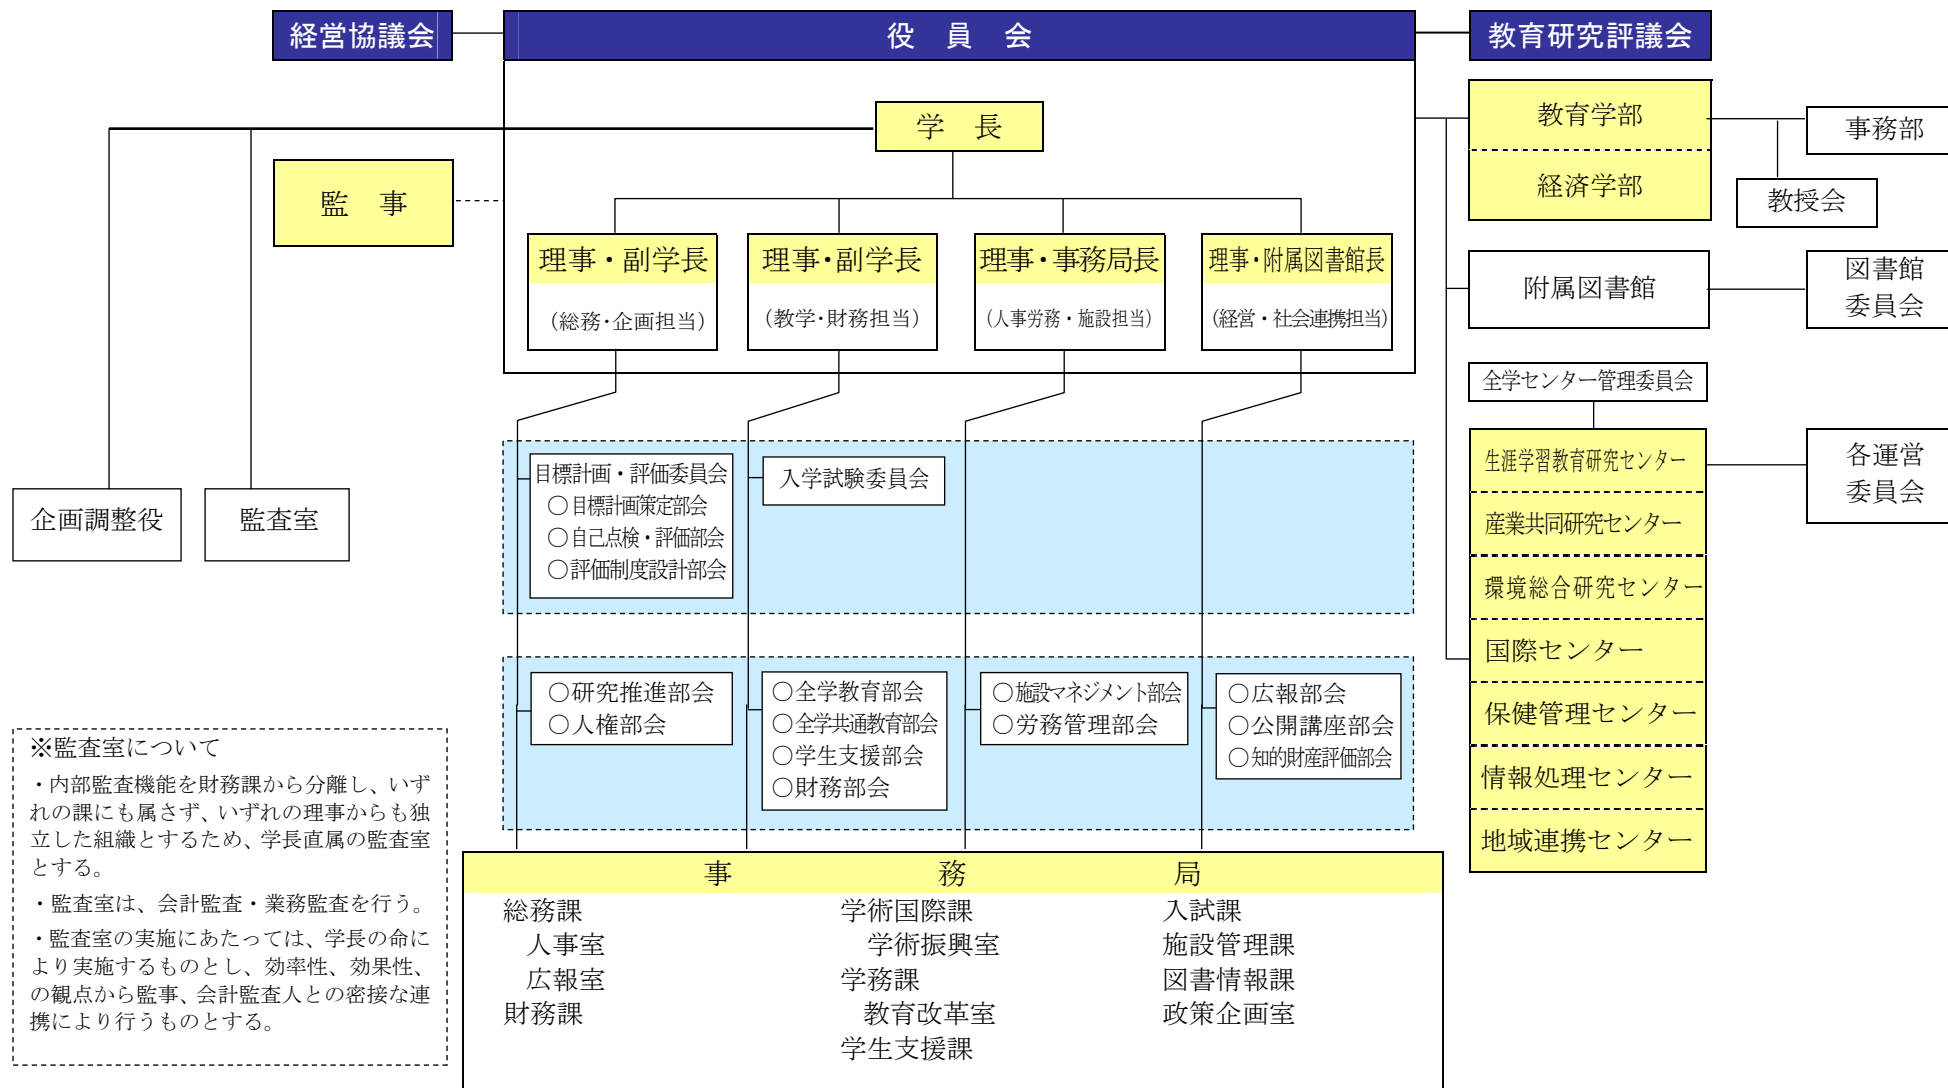 経営協議会
役 員 会
教育研究評議会
学 長
監 事
理事・副学長
(総務・企画担当)
理事・副学長
(教学・財務担当)
理事・事務局長
(人事労務・施設担当)
理事・附属図書館長
(経営・社会連携担当)
教育学部
経済学部
事務部
教授会
附属図書館
図書館
委員会
全学センター管理委員会
生涯学習教育研究センター
産業共同研究センター
環境総合研究センター
国際センター
保健管理センター
情報処理センター
地域連携センター
各運営
委員会
企画調整役
監査室
目標計画・評価委員会
○目標計画策定部会
○自己点検・評価部会
○評価制度設計部会
入学試験委員会
○研究推進部会
○人権部会
○全学教育部会
○全学共通教育部会
○学生支援部会
○財務部会
○施設マネジメント部会
○労務管理部会
○広報部会
○公開講座部会
○知的財産評価部会
※監査室について
・内部監査機能を財務課から分離し、いず
れの課にも属さず、いずれの理事からも独
立した組織とするため、学長直属の監査室
とする。
・監査室は、会計監査・業務監査を行う。
・監査室の実施にあたっては、学長の命に
より実施するものとし、効率性、効果性、
の観点から監事、会計監査人との密接な連
携により行うものとする。
事 務 局
総務課
人事室
広報室
財務課
学術国際課
学術振興室
学務課
教育改革室
学生支援課
入試課
施設管理課
図書情報課
政策企画室